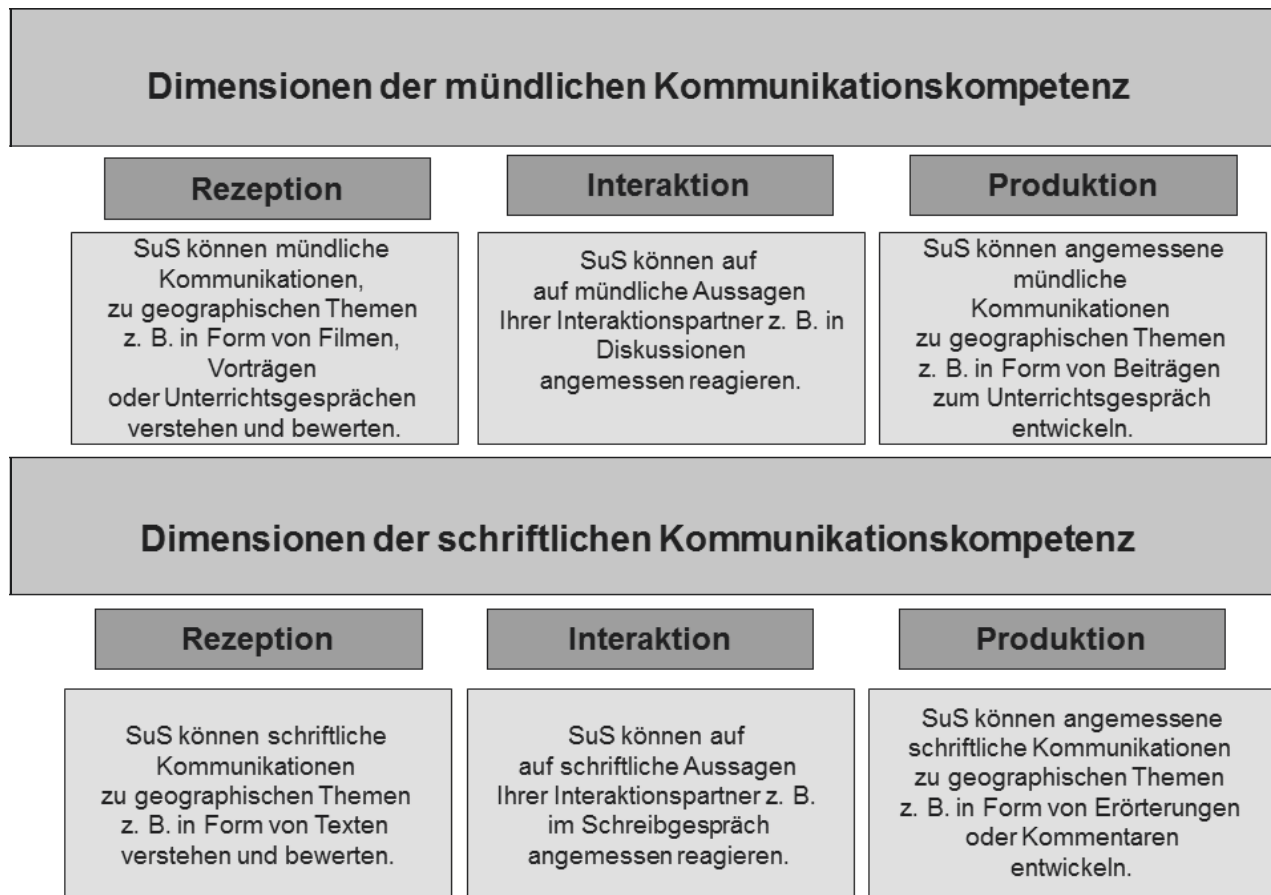 Dimensionen der mündlichen Kommunikationskompetenz
Rezeption
SuS können mündliche
Kommunikationen,
zu geographischen Themen
z. B. in Form von Filmen,
Vorträgen
oder Unterrichtsgesprächen
verstehen und bewerten.
Interaktion
SuS können auf
auf mündliche Aussagen
Ihrer Interaktionspartner z. B. in
Diskussionen
angemessen reagieren.
Produktion
SuS können angemessene
mündliche
Kommunikationen
zu geographischen Themen
z. B. in Form von Beiträgen
zum Unterrichtsgespräch
entwickeln.
Dimensionen der schriftlichen Kommunikationskompetenz
Rezeption
SuS können schriftliche
Kommunikationen
zu geographischen Themen
z. B. in Form von Texten
verstehen und bewerten.
Interaktion
SuS können auf
auf schriftliche Aussagen
Ihrer Interaktionspartner z. B.
im Schreibgespräch
angemessen reagieren.
Produktion
SuS können angemessene
schriftliche Kommunikationen
zu geographischen Themen
z. B. in Form von Erörterungen
oder Kommentaren
entwickeln.